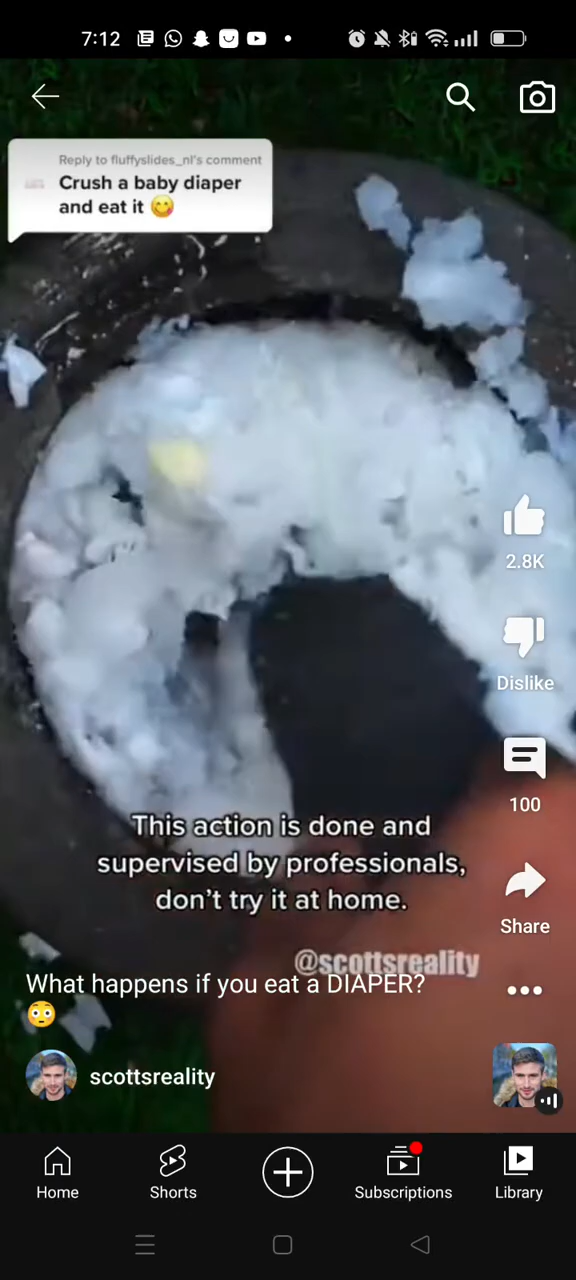 7:12
Reply to fluffyslides_nl's comment
Crush a baby diaper
and eat it 😋
2.8K
Dislike
100
This action is done and
supervised by professionals,
don't try it at home.
Share
@scottsreality
What happens if you eat a DIAPER?
😳
scottsreality
Home
Shorts
Subscriptions
Library